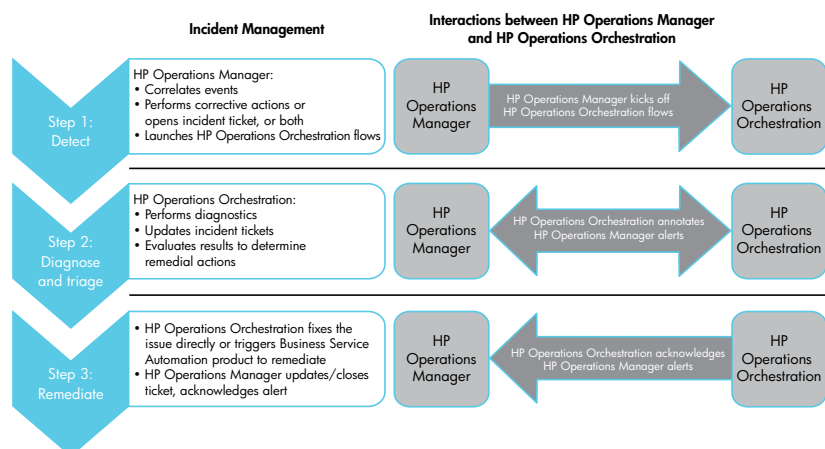 Incident Management
Interactions between HP Operations Manager
and HP Operations Orchestration
Step 1:
Detect
HP Operations Manager:
• Correlates events
• Performs corrective actions or
opens incident ticket, or both
• Launches HP Operations Orchestration flows
HP
Operations
Manager
HP Operations Manager kicks off
HP Operations Orchestration flows
HP
Operations
Orchestration
Step 2:
Diagnose
and triage
HP Operations Orchestration:
• Performs diagnostics
• Updates incident tickets
• Evaluates results to determine
remedial actions
HP
Operations
Manager
HP Operations Orchestration annotates
HP Operations Manager alerts
HP
Operations
Orchestration
Step 3:
Remediate
• HP Operations Orchestration fixes the
issue directly or triggers Business Service
Automation product to remediate
• HP Operations Manager updates/closes
ticket, acknowledges alert
HP
Operations
Manager
HP Operations Orchestration acknowledges
HP Operations Manager alerts
HP
Operations
Orchestration